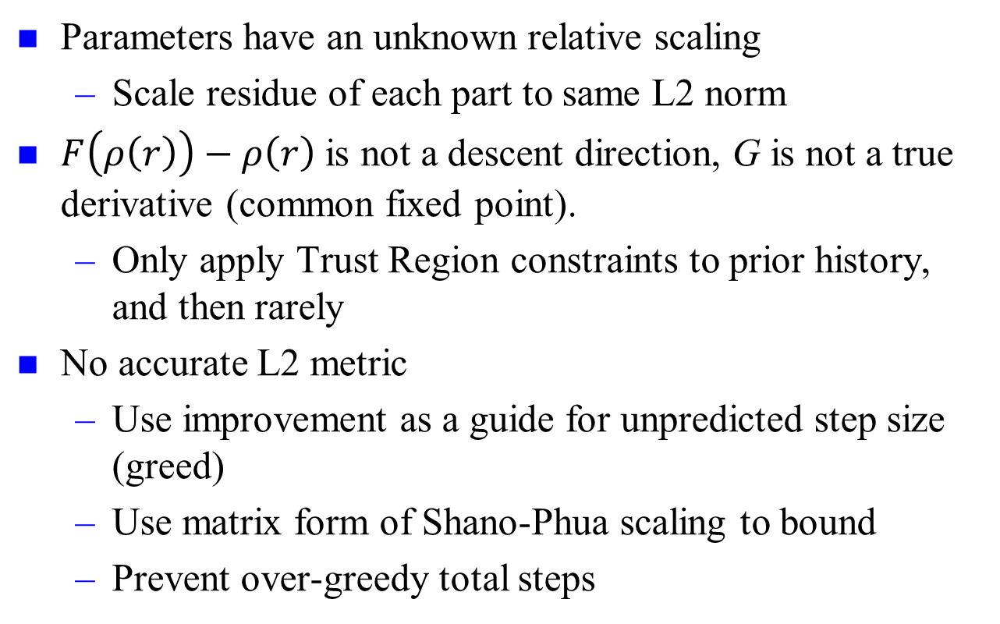 ■ Parameters have an unknown relative scaling
– Scale residue of each part to same L2 norm
■ F(ρ(r)) − ρ(r) is not a descent direction, G is not a true
derivative (common fixed point).
– Only apply Trust Region constraints to prior history,
and then rarely
■ No accurate L2 metric
– Use improvement as a guide for unpredicted step size
(greed)
– Use matrix form of Shano-Phua scaling to bound
– Prevent over-greedy total steps